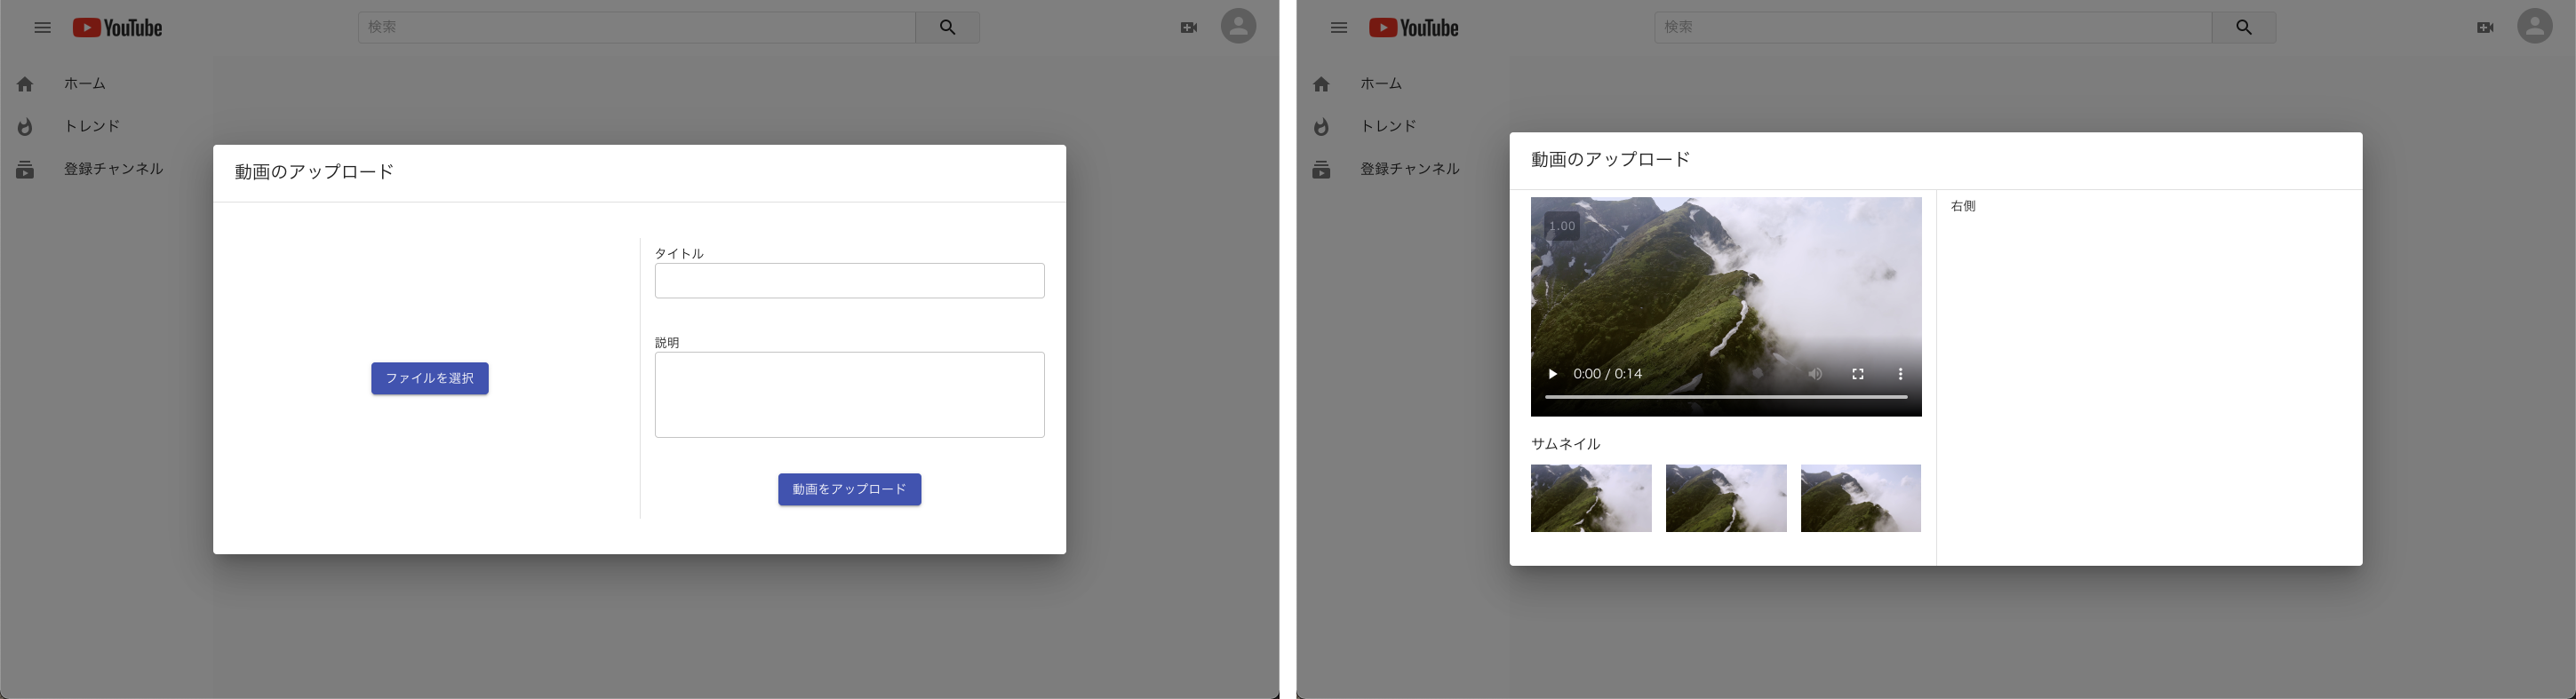 YouTube
検索
ホーム
トレンド
登録チャンネル
動画のアップロード
タイトル
説明
ファイルを選択
動画をアップロード
YouTube
検索
ホーム
トレンド
登録チャンネル
動画のアップロード
1.00
右側
0:00 / 0:14
サムネイル